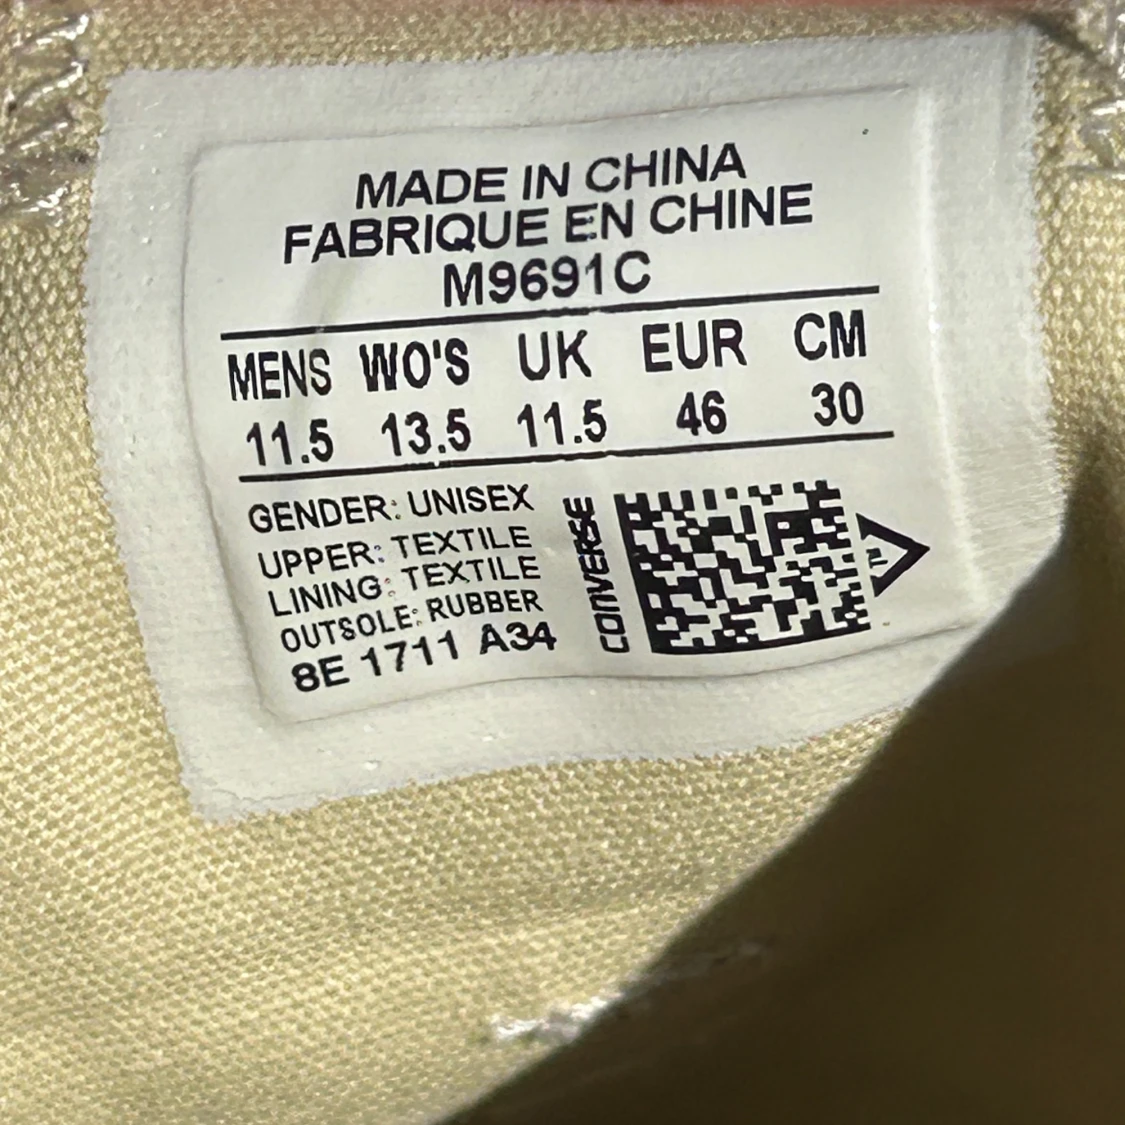 MADE IN CHINA
FABRIQUE EN CHINE
M9691C
MENS WO'S UK EUR CM
11.5 13.5 11.5 46 30
GENDER: UNISEX
UPPER: TEXTILE
LINING: TEXTILE
OUTSOLE: RUBBER
8E 1711 A34
CONVERSE